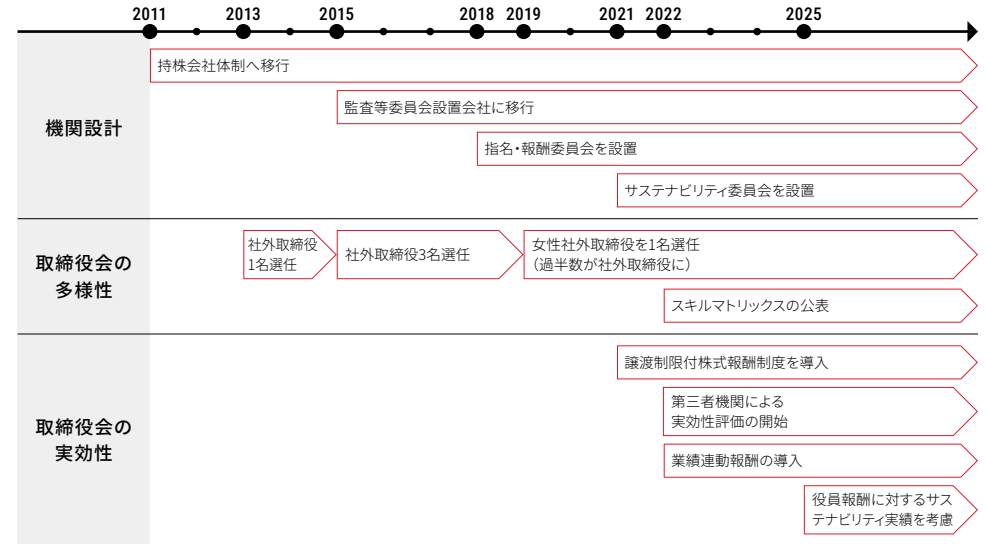 2011 2013 2015 2018 2019 2021 2022 2025
機関設計
持株会社体制へ移行
監査等委員会設置会社に移行
指名・報酬委員会を設置
サステナビリティ委員会を設置
取締役会の
多様性
社外取締役
1名選任
社外取締役3名選任
女性社外取締役を1名選任
（過半数が社外取締役に）
スキルマトリックスの公表
取締役会の
実効性
譲渡制限付株式報酬制度を導入
第三者機関による
実効性評価の開始
業績連動報酬の導入
役員報酬に対するサス
テナビリティ実績を考慮